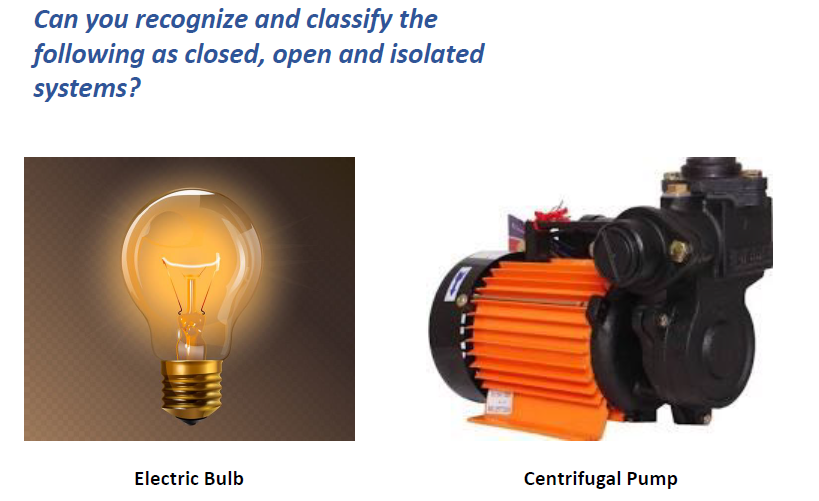 Can you recognize and classify the
following as closed, open and isolated
systems?
Electric Bulb
Centrifugal Pump